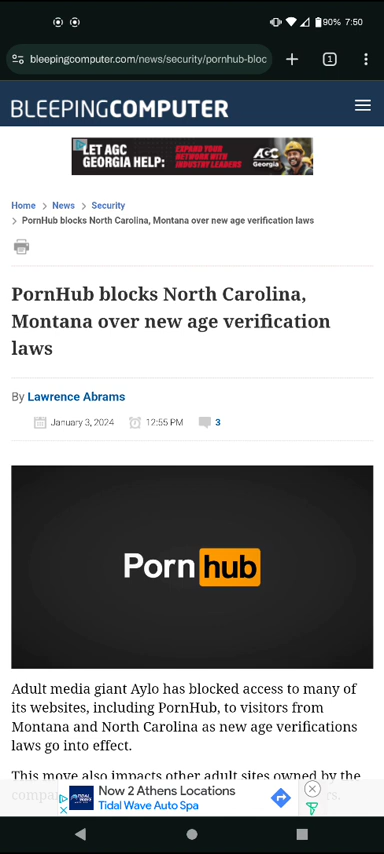 90% 7:50
bleepingcomputer.com/news/security/pornhub-bloc
1
BLEEPINGCOMPUTER
LET AGC
GEORGIA HELP:
EXPAND YOUR
NETWORK WITH
INDUSTRY LEADERS
AGC
Georgia
Home > News > Security
> PornHub blocks North Carolina, Montana over new age verification laws
PornHub blocks North Carolina,
Montana over new age verification
laws
By Lawrence Abrams
January 3, 2024 12:55 PM 3
Pornhub
Adult media giant Aylo has blocked access to many of
its websites, including PornHub, to visitors from
Montana and North Carolina as new age verifications
laws go into effect.
This move also impacts other adult sites owned by the
Now 2 Athens Locations
Tidal Wave Auto Spa